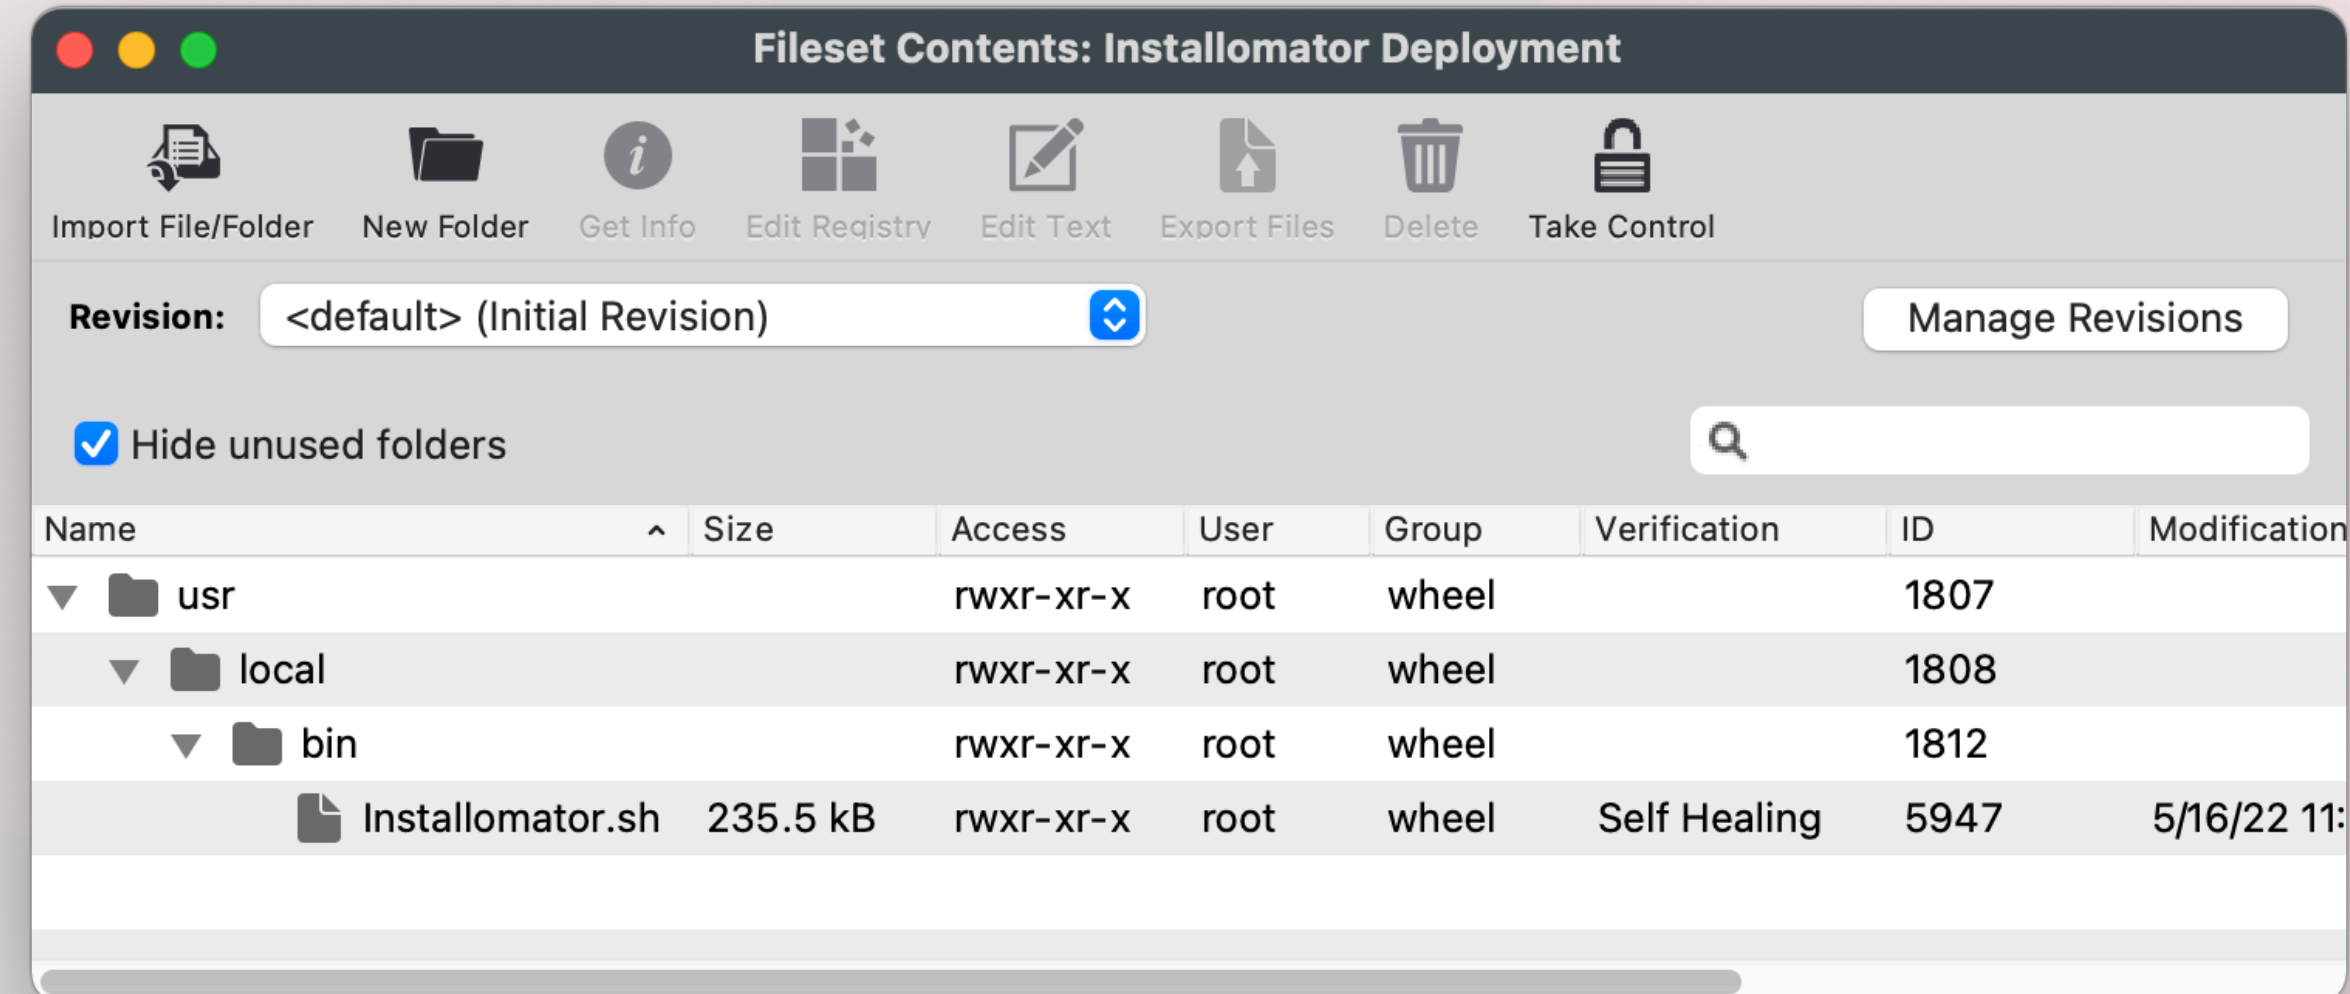 Fileset Contents: Installomator Deployment
Import File/Folder New Folder Get Info Edit Registry Edit Text Export Files Delete Take Control
Revision: <default> (Initial Revision) Manage Revisions
Hide unused folders
Name Size Access User Group Verification ID Modification
usr rwxr-xr-x root wheel 1807
local rwxr-xr-x root wheel 1808
bin rwxr-xr-x root wheel 1812
Installomator.sh 235.5 kB rwxr-xr-x root wheel Self Healing 5947 5/16/22 11: